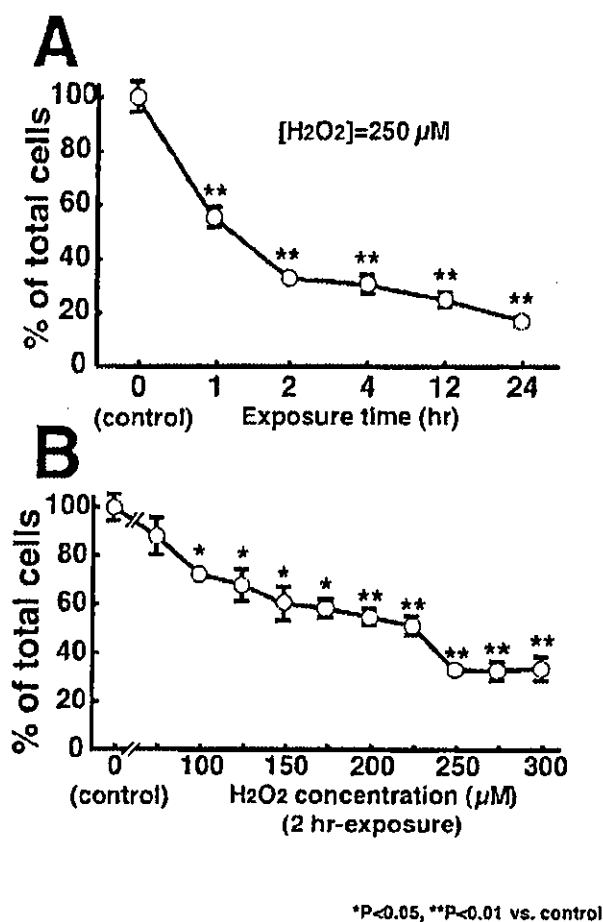 A
100
80
60
40
20
0
% of total cells
[H2O2]=250 µM
**
**
**
**
**
0 1 2 4 12 24
(control) Exposure time (hr)
B
100
80
60
40
20
0
% of total cells
*
*
*
*
**
**
**
**
**
0 100 150 200 250 300
(control) H2O2 concentration (µM)
(2 hr-exposure)
*P<0.05, **P<0.01 vs. control